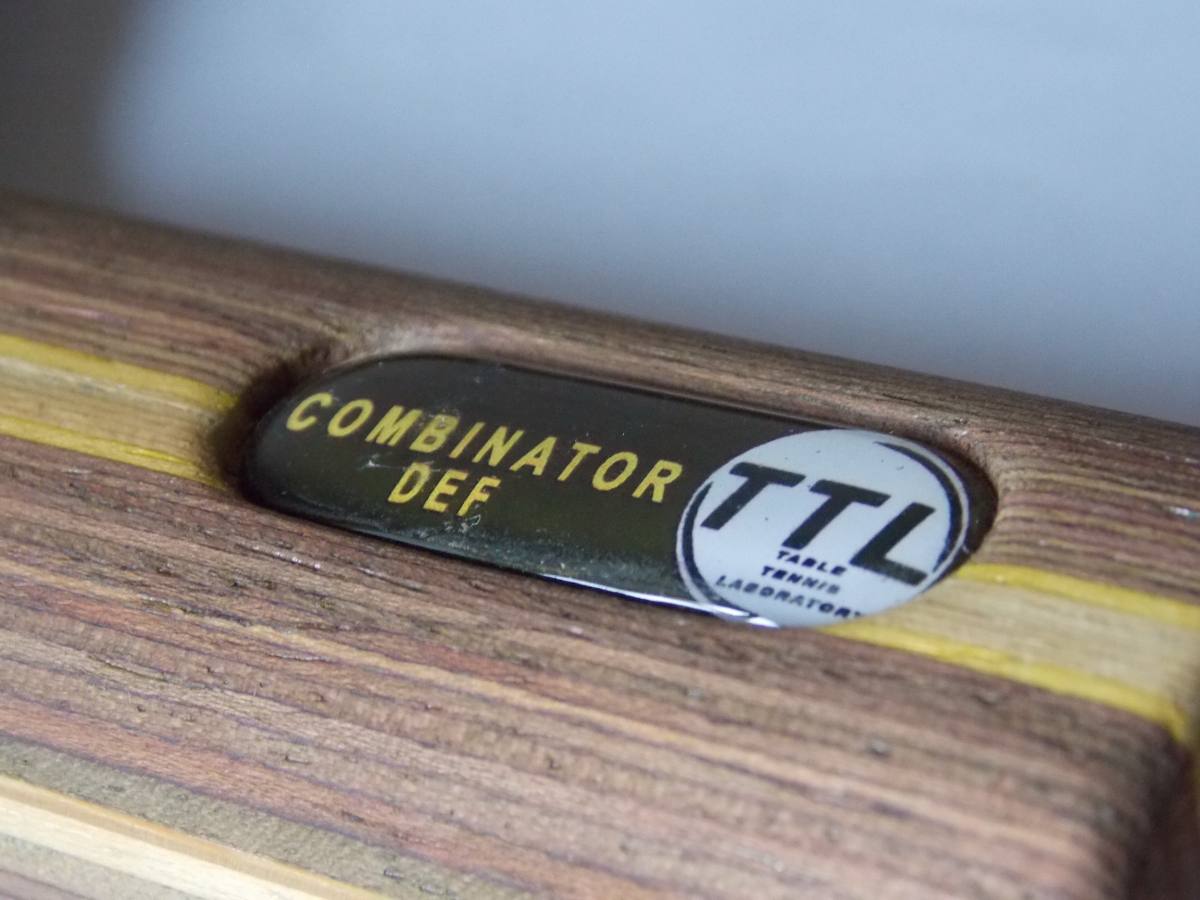 COMBINATOR
DEF
TTL
TABLE
TENNIS
LABORATORY